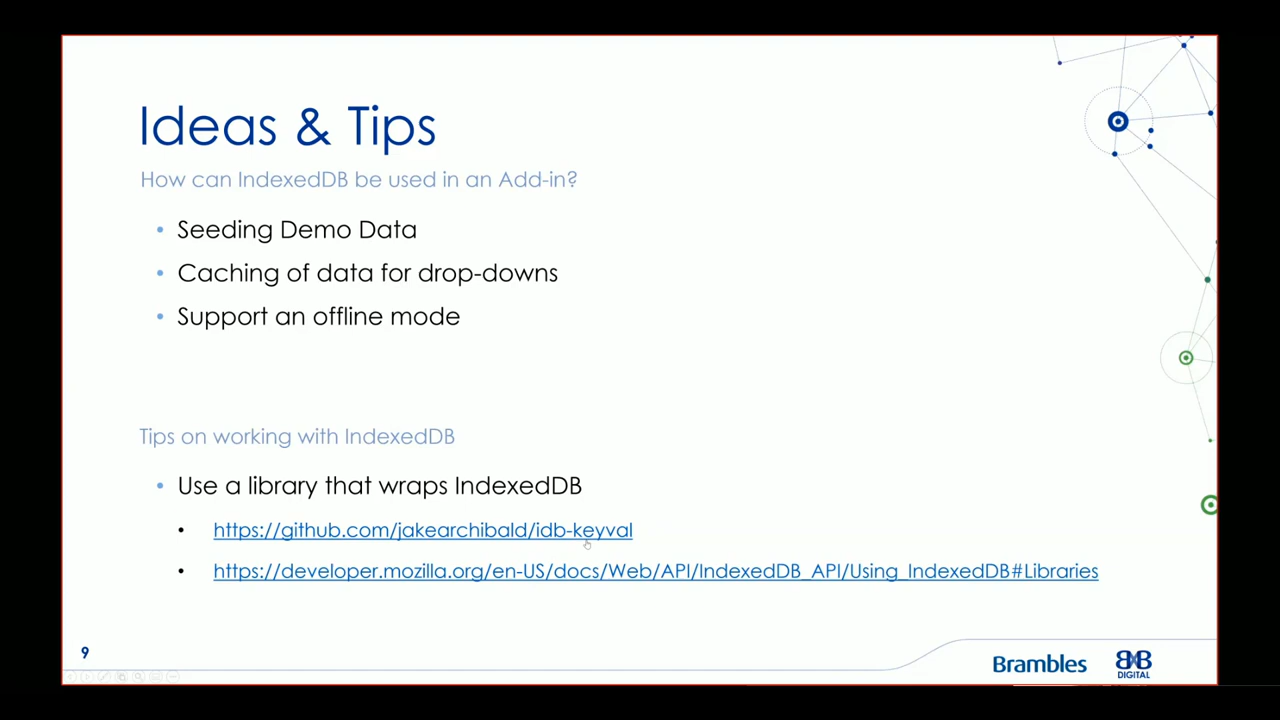 Ideas & Tips
How can IndexedDB be used in an Add-in?
• Seeding Demo Data
• Caching of data for drop-downs
• Support an offline mode
Tips on working with IndexedDB
• Use a library that wraps IndexedDB
• https://github.com/jakearchibald/idb-keyval
• https://developer.mozilla.org/en-US/docs/Web/API/IndexedDB_API/Using_IndexedDB#Libraries
9
Brambles
BXB
DIGITAL